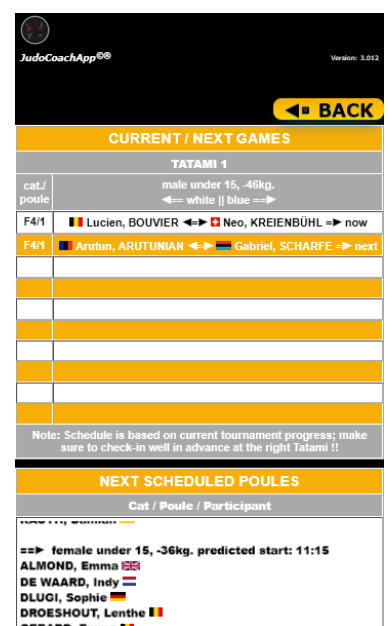 JudoCoachApp©®
Version: 3.012
BACK
CURRENT / NEXT GAMES
TATAMI 1
cat./
poule
male under 15, -46kg.
◄== white || blue ==►
F4/1
Lucien, BOUVIER ◄=► Neo, KREIENBÜHL =► now
F4/1
Arutun, ARUTUNIAN ◄=► Gabriel, SCHARFE =► next
Note: Schedule is based on current tournament progress; make
sure to check-in well in advance at the right Tatami !!
NEXT SCHEDULED POULES
Cat / Poule / Participant
==► female under 15, -36kg. predicted start: 11:15
ALMOND, Emma
DE WAARD, Indy
DLUGI, Sophie
DROESHOUT, Lenthe